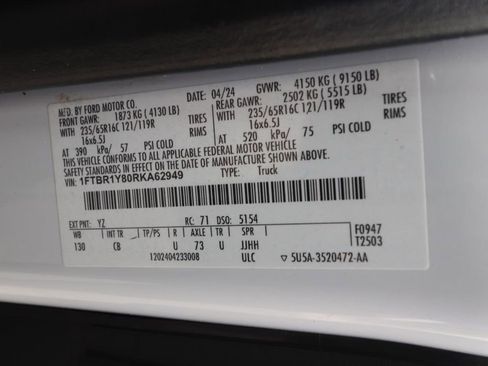 MFD. BY FORD MOTOR CO.
04/24 GVWR: 4150 KG ( 9150 LB)
FRONT GAWR: 1873 KG ( 4130 LB) REAR GAWR: 2502 KG ( 5515 LB)
WITH 235/65R16C 121/119R TIRES WITH 235/65R16C 121/119R TIRES
16x6.5J RIMS 16x6.5J RIMS
AT 390 kPa/ 57 PSI COLD AT 520 kPa/ 75 PSI COLD
THIS VEHICLE CONFORMS TO ALL APPLICABLE FEDERAL MOTOR VEHICLE
SAFETY STANDARDS IN EFFECT ON THE DATE OF MANUFACTURE SHOWN ABOVE.
VIN: 1FTBR1Y80RKA62949 TYPE: Truck
EXT PNT: YZ RC: 71 DSO: 5154
WB INT TR TP/PS R AXLE TR SPR F0947
130 CB U 73 U JJHH T2503
1202404233008 ULC ▽ 5U5A-3520472-AA